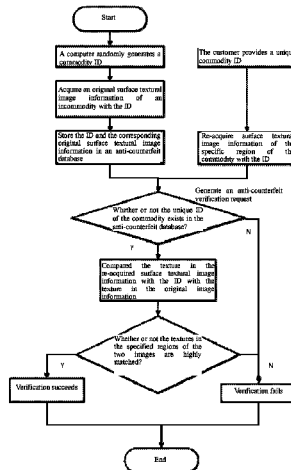 Start
A computer randomly generates a
commodity ID
The customer provides a unique
commodity ID
Acquire an original surface textural
image information of an
incommodity with the ID
Store the ID and the corresponding
original surface textural image
information in an anti-counterfeit
database
Re-acquire surface textural
image information of the
specific region of the
commodity with the ID
Generate an anti-counterfeit
verification request
Whether or not the unique ID
of the commodity exists in the
anti-counterfeit database?
N
Y
Compared the texture in the
re-acquired surface textural image
information with the ID with the
texture in the original image
information
Whether or not the textures in
the specified regions of the
two images are highly
matched?
Y
N
Verification succeeds
Verification fails
End